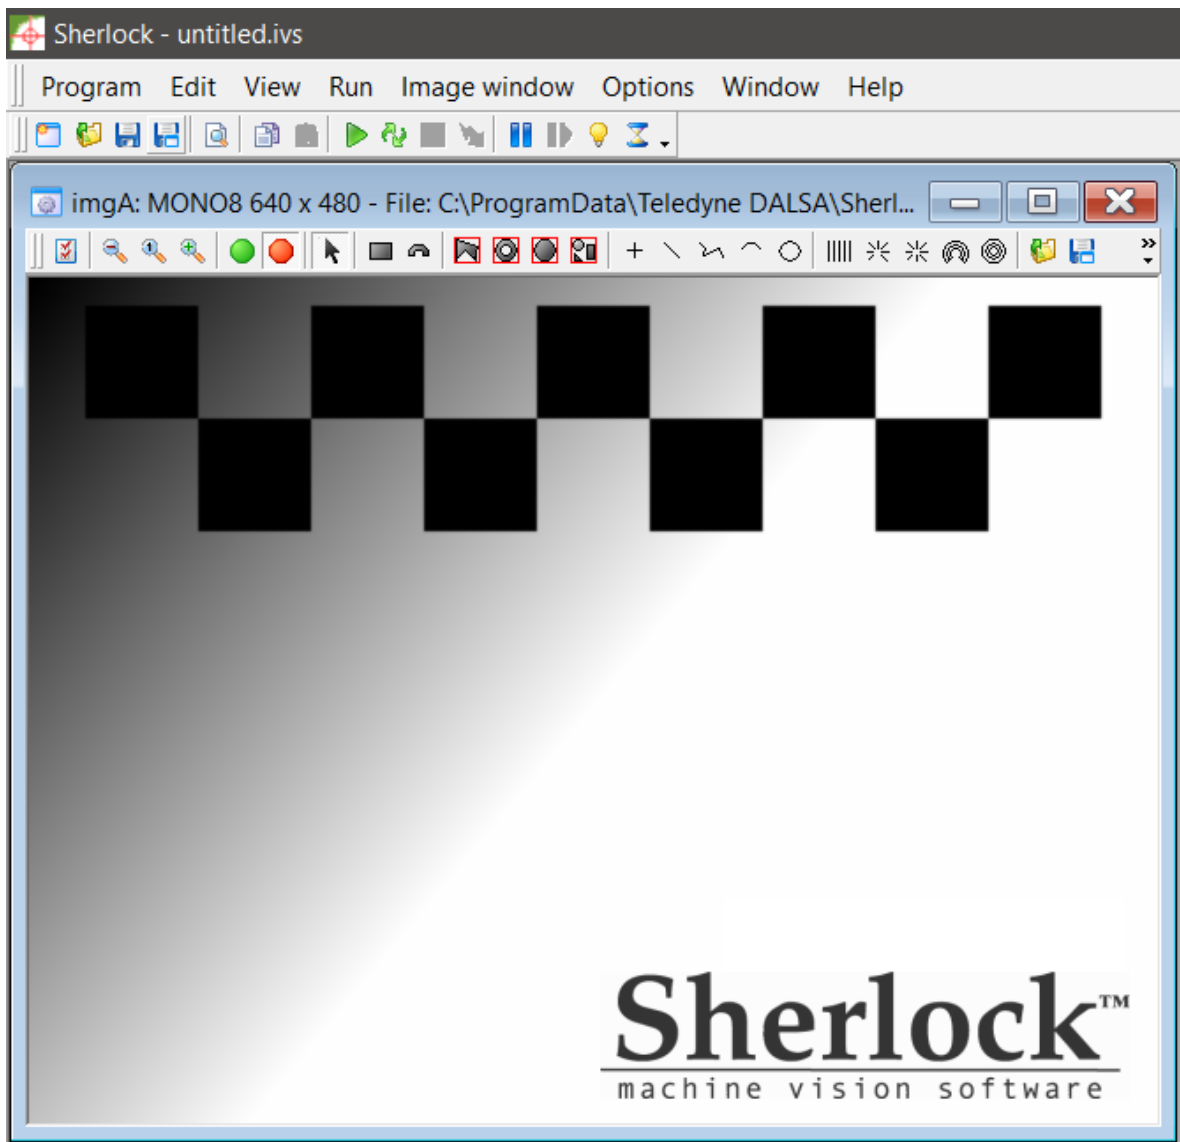 Sherlock - untitled.ivs
Program Edit View Run Image window Options Window Help
imgA: MONO8 640 x 480 - File: C:\ProgramData\Teledyne DALSA\Sherl...
Sherlock™
machine vision software